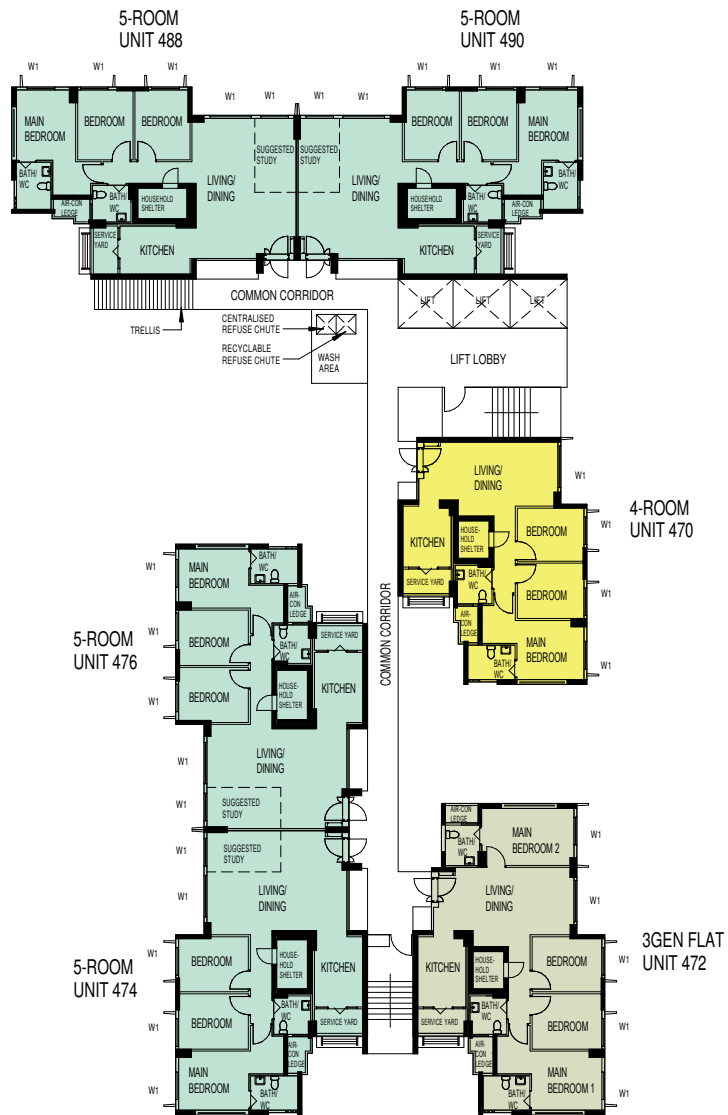 5-ROOM
UNIT 488
5-ROOM
UNIT 490
W1
W1
W1
W1
W1
W1
W1
W1
W1
W1
MAIN
BEDROOM
BEDROOM
BEDROOM
SUGGESTED
STUDY
SUGGESTED
STUDY
BEDROOM
BEDROOM
MAIN
BEDROOM
BATH/
WC
AIR-CON
LEDGE
BATH/
WC
HOUSEHOLD
SHELTER
LIVING/
DINING
LIVING/
DINING
HOUSEHOLD
SHELTER
BATH/
WC
AIR-CON
LEDGE
BATH/
WC
SERVICE
YARD
KITCHEN
KITCHEN
SERVICE
YARD
COMMON CORRIDOR
TRELLIS
CENTRALISED
REFUSE CHUTE
RECYCLABLE
REFUSE CHUTE
WASH
AREA
LIFT
LIFT
LIFT
LIFT LOBBY
LIVING/
DINING
W1
4-ROOM
UNIT 470
KITCHEN
HOUSE-
HOLD
SHELTER
BEDROOM
W1
SERVICE YARD
BATH/
WC
BEDROOM
W1
AIR-
CON
LEDGE
BATH/
WC
MAIN
BEDROOM
W1
COMMON CORRIDOR
5-ROOM
UNIT 476
W1
MAIN
BEDROOM
BATH/
WC
AIR-
CON
LEDGE
W1
BEDROOM
BATH/
WC
SERVICE YARD
W1
BEDROOM
HOUSE-
HOLD
SHELTER
KITCHEN
W1
LIVING/
DINING
W1
SUGGESTED
STUDY
W1
SUGGESTED
STUDY
W1
LIVING/
DINING
5-ROOM
UNIT 474
W1
BEDROOM
HOUSE-
HOLD
SHELTER
KITCHEN
W1
BEDROOM
BATH/
WC
SERVICE YARD
AIR-
CON
LEDGE
W1
MAIN
BEDROOM
BATH/
WC
AIR-CON
LEDGE
BATH/
WC
MAIN
BEDROOM 2
W1
LIVING/
DINING
W1
3GEN FLAT
UNIT 472
KITCHEN
HOUSE-
HOLD
SHELTER
BEDROOM
W1
SERVICE YARD
BATH/
WC
BEDROOM
W1
AIR-
CON
LEDGE
BATH/
WC
MAIN
BEDROOM 1
W1